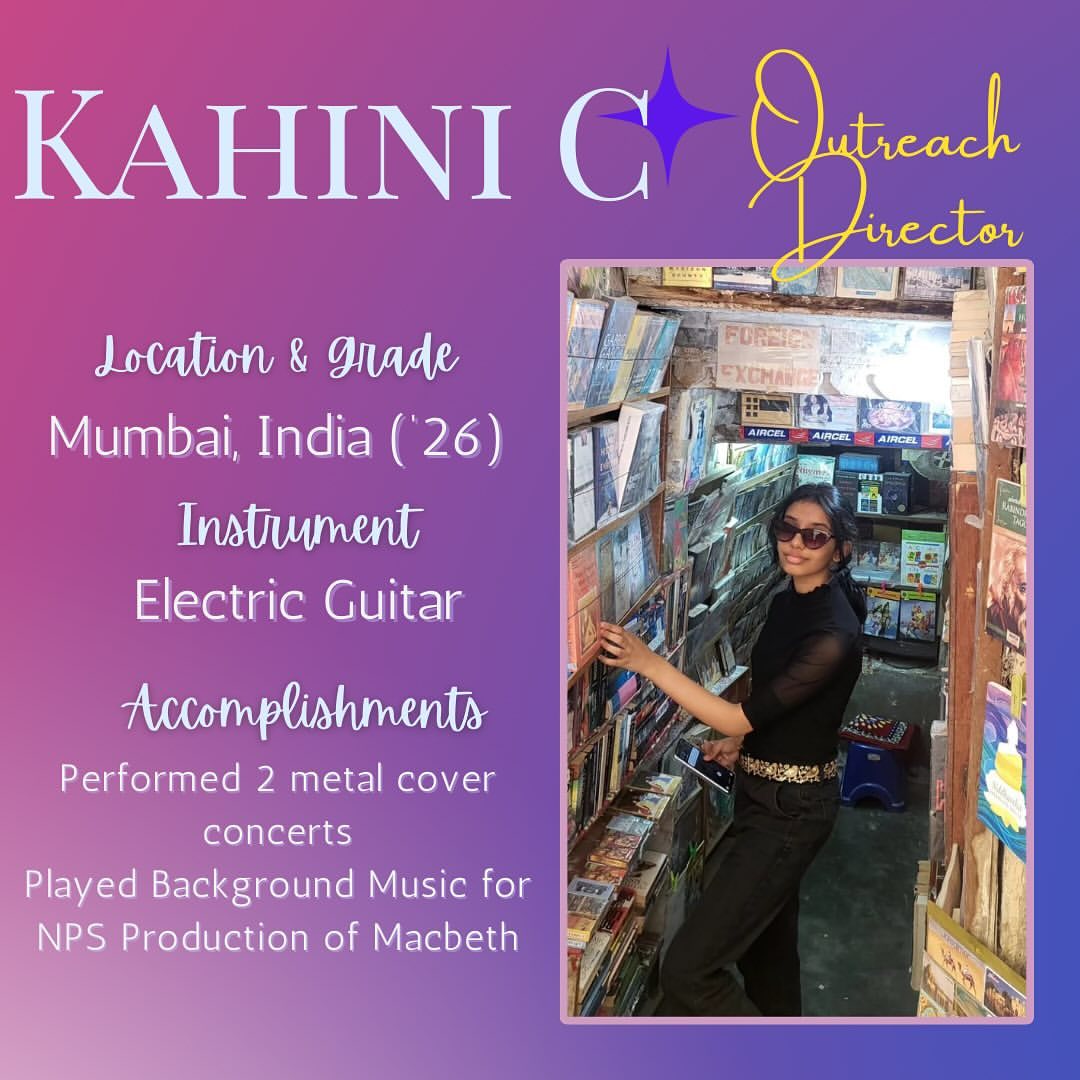 KAHINI C
Outreach
Director
Location & Grade
Mumbai, India ('26)
Instrument
Electric Guitar
Accomplishments
Performed 2 metal cover
concerts
Played Background Music for
NPS Production of Macbeth
FOREIGN
EXCHANGE
AIRCEL AIRCEL AIRCEL